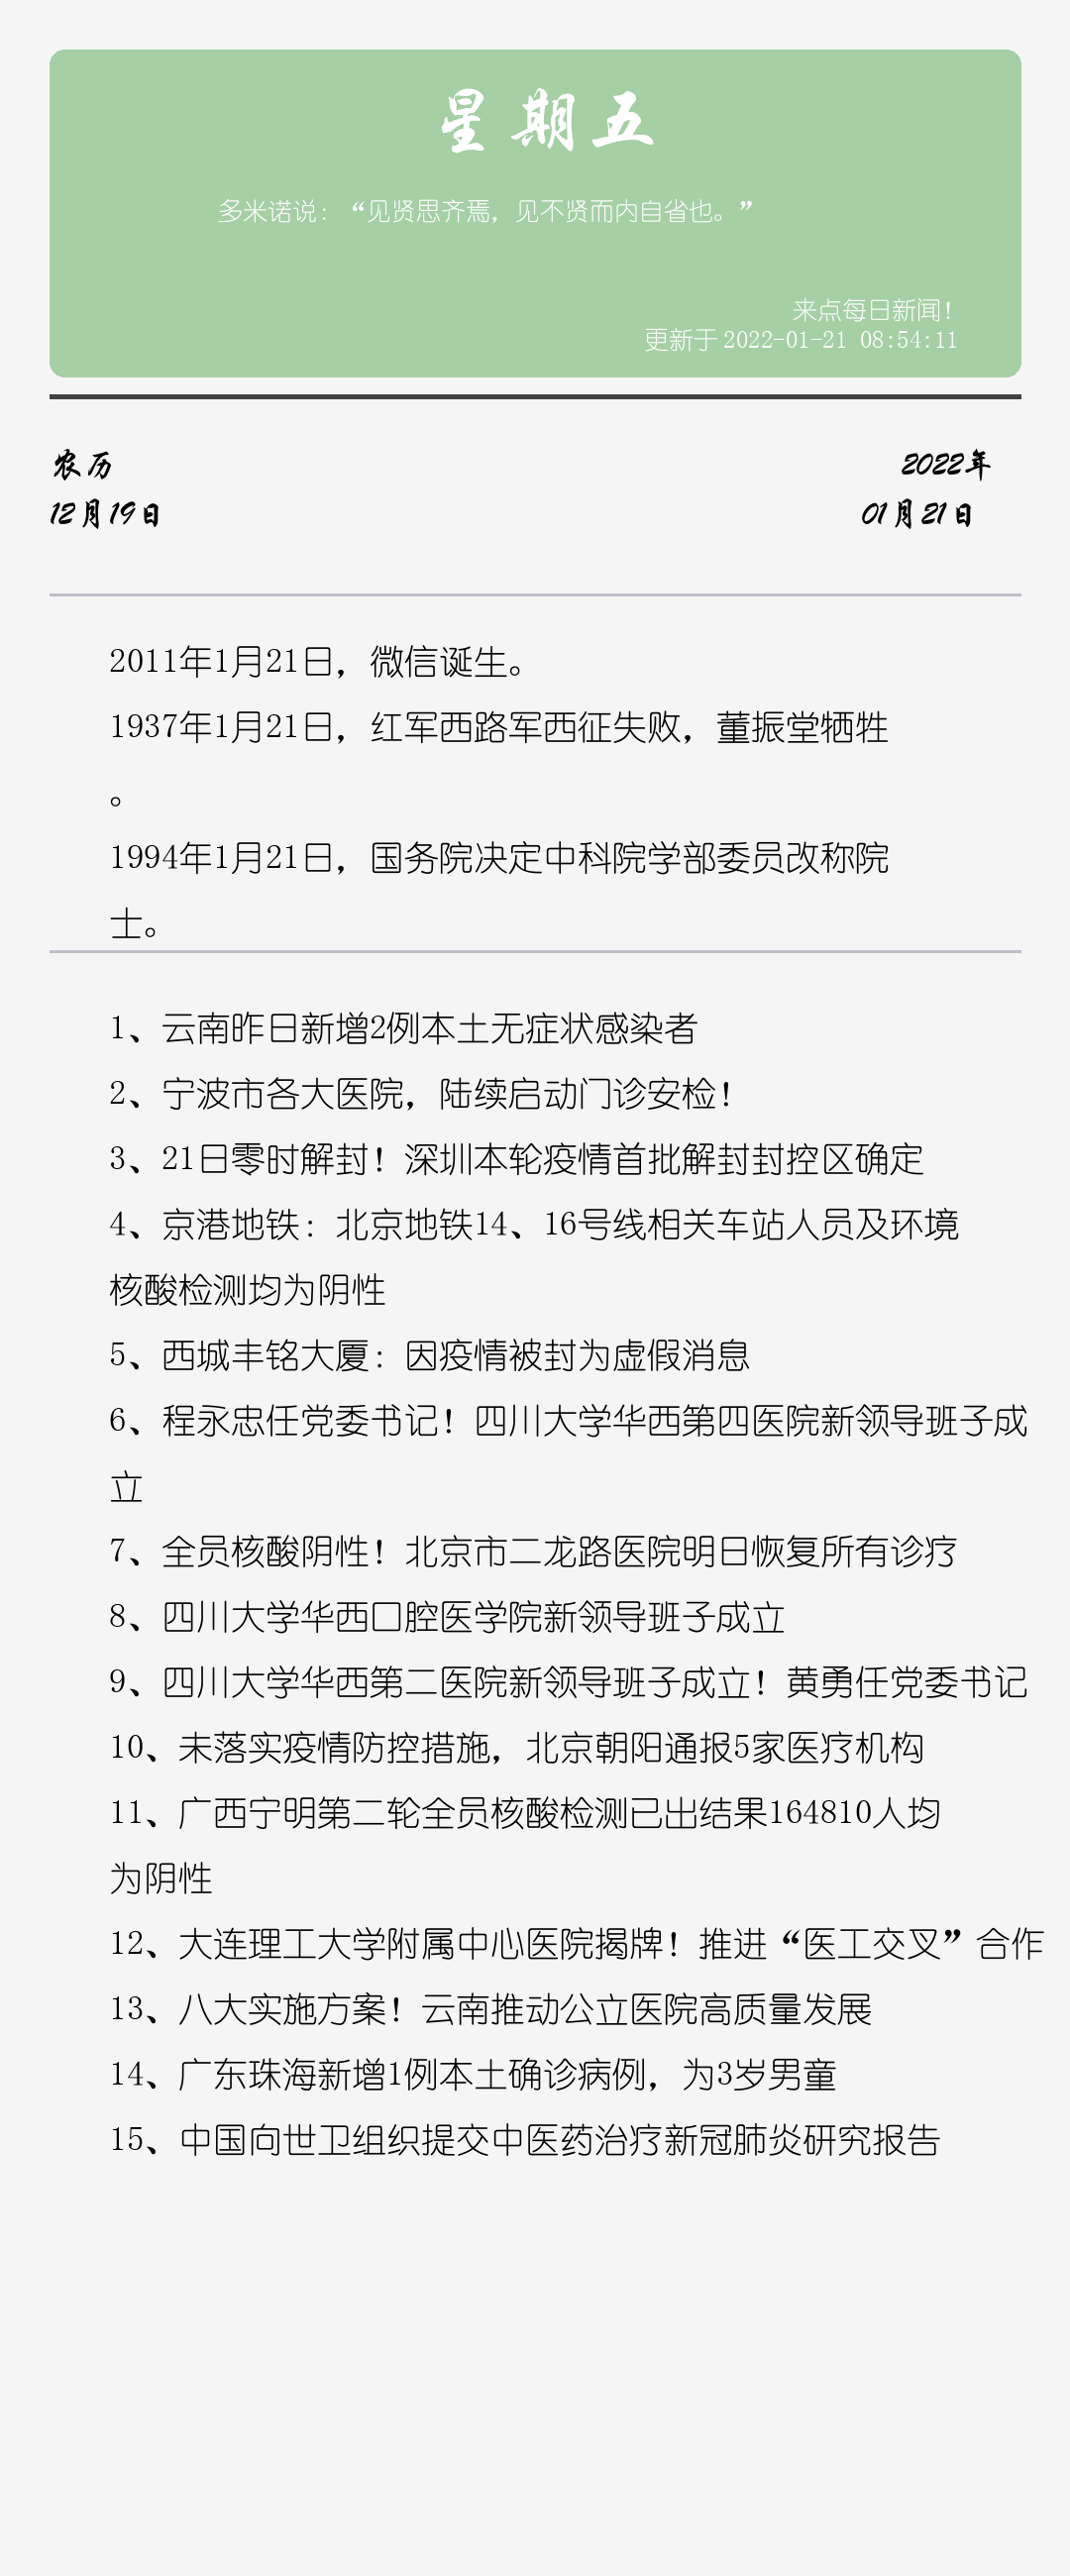 星期五
多米诺说：“见贤思齐焉，见不贤而内自省也。”
来点每日新闻！
更新于2022-01-21 08:54:11
农历
2022年
12月19日
01月21日
2011年1月21日，微信诞生。
1937年1月21日，红军西路军西征失败，董振堂牺牲
。
1994年1月21日，国务院决定中科院学部委员改称院
士。
1、云南昨日新增2例本土无症状感染者
2、宁波市各大医院，陆续启动门诊安检！
3、21日零时解封！深圳本轮疫情首批解封封控区确定
4、京港地铁：北京地铁14、16号线相关车站人员及环境
核酸检测均为阴性
5、西城丰铭大厦：因疫情被封为虚假消息
6、程永忠任党委书记！四川大学华西第四医院新领导班子成
立
7、全员核酸阴性！北京市二龙路医院明日恢复所有诊疗
8、四川大学华西口腔医学院新领导班子成立
9、四川大学华西第二医院新领导班子成立！黄勇任党委书记
10、未落实疫情防控措施，北京朝阳通报5家医疗机构
11、广西宁明第二轮全员核酸检测已出结果164810人均
为阴性
12、大连理工大学附属中心医院揭牌！推进“医工交叉”合作
13、八大实施方案！云南推动公立医院高质量发展
14、广东珠海新增1例本土确诊病例，为3岁男童
15、中国向世卫组织提交中医药治疗新冠肺炎研究报告